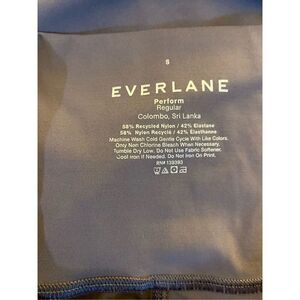 S
EVERLANE
Perform
Regular
Colombo, Sri Lanka
58% Recycled Nylon / 42% Elastane
58% Nylon Recyclé / 42% Élasthanne
Machine Wash Cold Gentle Cycle With Like Colors.
Only Non Chlorine Bleach When Necessary.
Tumble Dry Low. Do Not Use Fabric Softener.
Cool Iron If Needed. Do Not Iron On Print.
RN# 139393